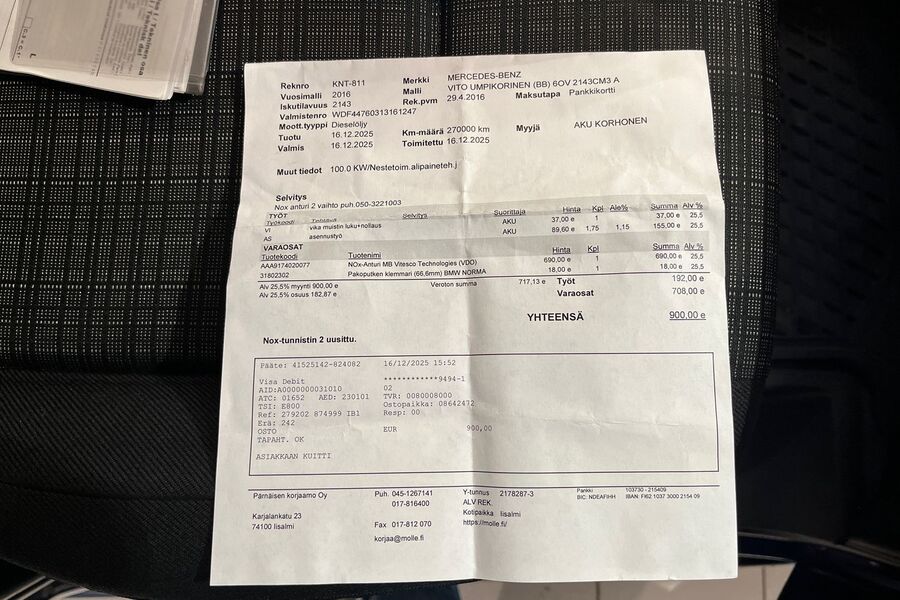 Reknro KNT-811 Merkki MERCEDES-BENZ
Vuosimalli 2016 Malli VITO UMPIKORINEN (BB) 6OV 2143CM3 A
Iskutilavuus 2143 Rek.pvm 29.4.2016 Maksutapa Pankkikortti
Valmistenro WDF44760313161247
Moott.tyyppi Dieselöljy
Tuotu 16.12.2025 Km-määrä 270000 km Myyjä AKU KORHONEN
Valmis 16.12.2025 Toimitettu 16.12.2025
Muut tiedot 100.0 KW/Nestetoim.alipaineteh.j
Selvitys
Nox anturi 2 vaihto puh.050-3221003
TYÖT
Työkoodi Selvitys Suorittaja Hinta Kpl Ale% Summa Alv %
VI vika muistin luku+nollaus AKU 37,00 e 1 37,00 e 25,5
AS asennustyö AKU 89,60 e 1,75 1,15 155,00 e 25,5
VARAOSAT
Tuotekoodi Tuotenimi Hinta Kpl Summa Alv %
AAA9174020077 NOx-Anturi MB Vitesco Technologies (VDO) 690,00 e 1 690,00 e 25,5
31802302 Pakoputken klemmari (66,6mm) BMW NORMA 18,00 e 1 18,00 e 25,5
Alv 25,5% myynti 900,00 e Veroton summa 717,13 e Työt 192,00 e
Alv 25,5% osuus 182,87 e Varaosat 708,00 e
YHTEENSÄ 900,00 e
Nox-tunnistin 2 uusittu.
Pääte: 41525142-824082 16/12/2025 15:52
Visa Debit ************9494-1
AID:A0000000031010 02
ATC: 01652 AED: 230101 TVR: 0080008000
TSI: E800 Ostopaikka: 08642472
Ref: 279202 874999 IB1 Resp: 00
Erä: 242
OSTO EUR 900,00
TAPAHT. OK
ASIAKKAAN KUITTI
Pärnäisen korjaamo Oy Puh. 045-1267141 Y-tunnus 2178287-3 Pankki 103730 - 215409
017-816400 ALV REK. BIC: NDEAFIHH IBAN: FI62 1037 3000 2154 09
Karjalankatu 23 Kotipaikka Iisalmi
74100 Iisalmi Fax 017-812 070 https://molle.fi/
korjaa@molle.fi